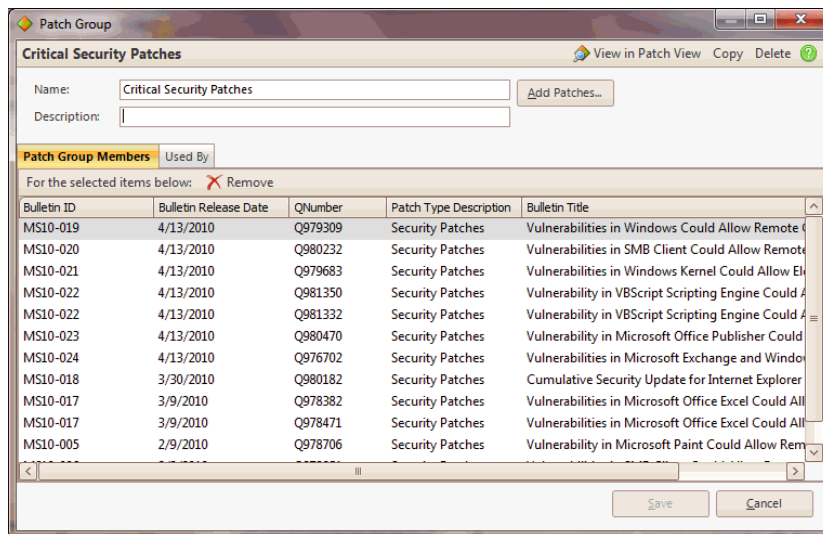 Patch Group
Critical Security Patches View in Patch View Copy Delete ?
Name: Critical Security Patches Add Patches...
Description:
Patch Group Members Used By
For the selected items below: Remove
Bulletin ID Bulletin Release Date QNumber Patch Type Description Bulletin Title
MS10-019 4/13/2010 Q979309 Security Patches Vulnerabilities in Windows Could Allow Remote
MS10-020 4/13/2010 Q980232 Security Patches Vulnerabilities in SMB Client Could Allow Remote
MS10-021 4/13/2010 Q979683 Security Patches Vulnerabilities in Windows Kernel Could Allow El
MS10-022 4/13/2010 Q981350 Security Patches Vulnerability in VBScript Scripting Engine Could A
MS10-022 4/13/2010 Q981332 Security Patches Vulnerability in VBScript Scripting Engine Could A
MS10-023 4/13/2010 Q980470 Security Patches Vulnerability in Microsoft Office Publisher Could
MS10-024 4/13/2010 Q976702 Security Patches Vulnerabilities in Microsoft Exchange and Window
MS10-018 3/30/2010 Q980182 Security Patches Cumulative Security Update for Internet Explorer
MS10-017 3/9/2010 Q978382 Security Patches Vulnerabilities in Microsoft Office Excel Could All
MS10-017 3/9/2010 Q978471 Security Patches Vulnerabilities in Microsoft Office Excel Could All
MS10-005 2/9/2010 Q978706 Security Patches Vulnerability in Microsoft Paint Could Allow Rem
Save Cancel